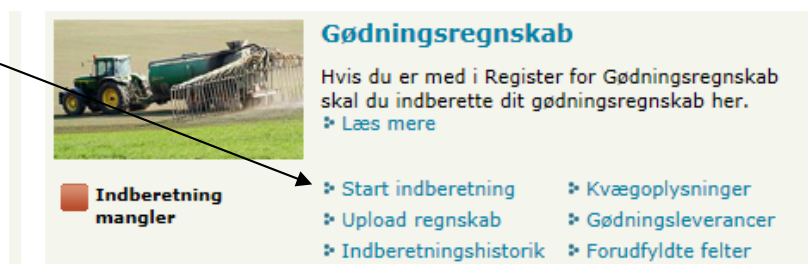 Gødningsregnskab
Hvis du er med i Register for Gødningsregnskab
skal du indberette dit gødningsregnskab her.
Læs mere
Indberetning
mangler
Start indberetning
Kvægoplysninger
Upload regnskab
Gødningsleverancer
Indberetningshistorik
Forudfyldte felter